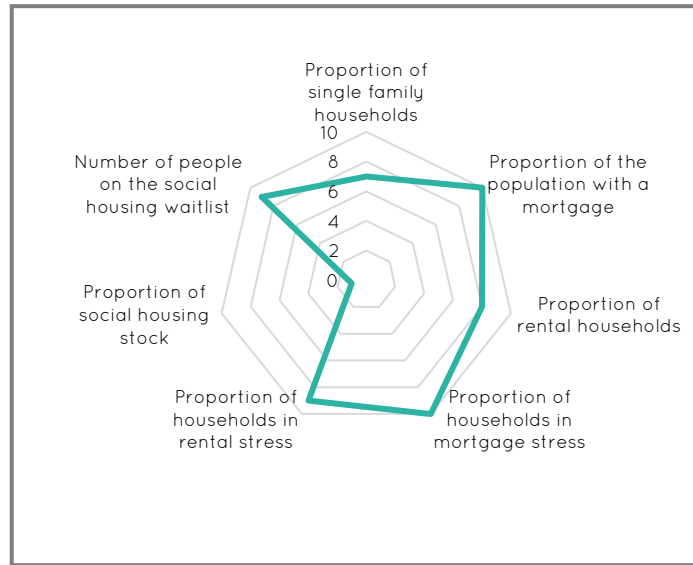 Proportion of
single family
households
10
8
6
4
2
0
Proportion of the
population with a
mortgage
Proportion of
rental households
Proportion of
households in
mortgage stress
Proportion of
households in
rental stress
Proportion of
social housing
stock
Number of people
on the social
housing waitlist